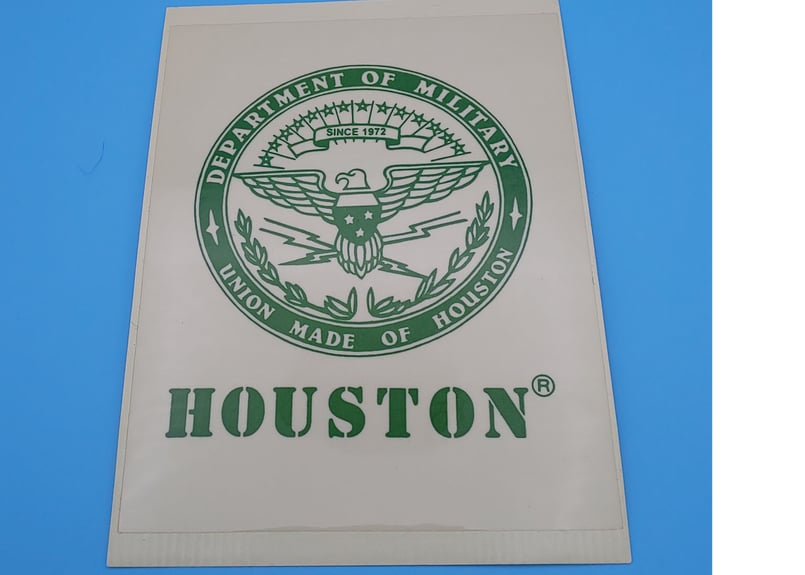 DEPARTMENT OF MILITARY
SINCE 1972
UNION MADE OF HOUSTON
HOUSTON®